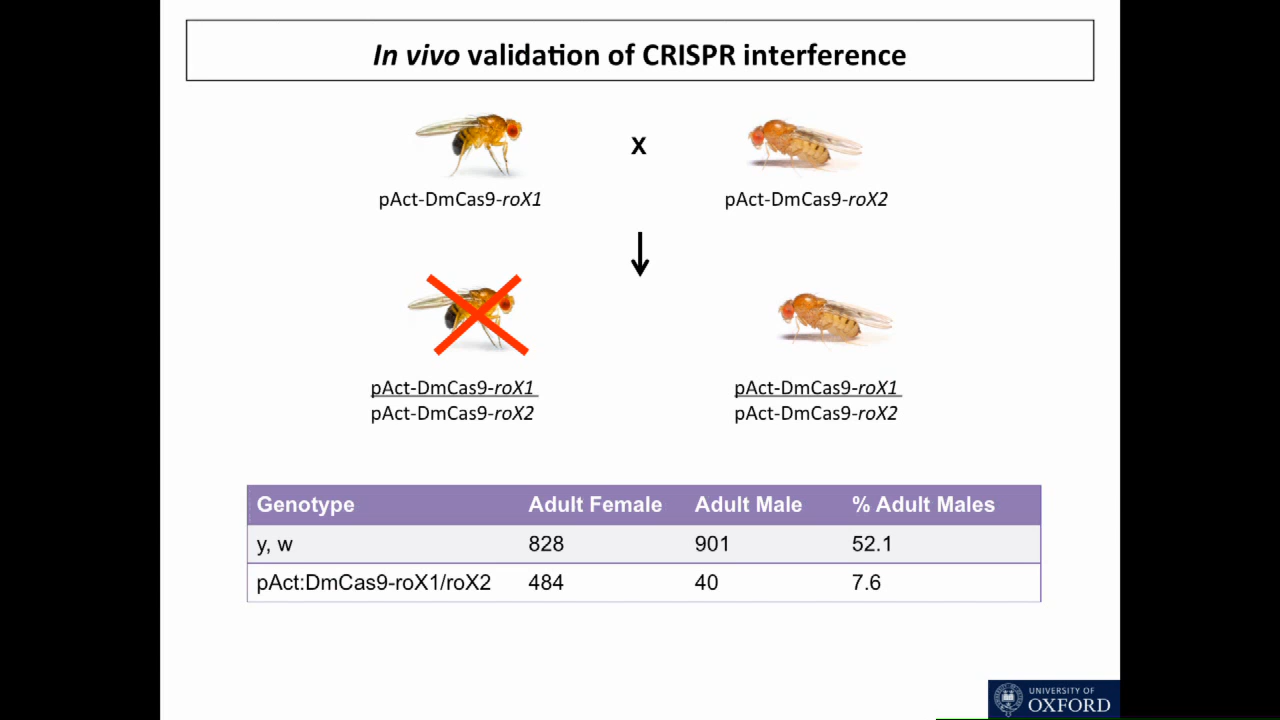 In vivo validation of CRISPR interference
X
pAct-DmCas9-roX1
pAct-DmCas9-roX2
pAct-DmCas9-roX1
pAct-DmCas9-roX2
pAct-DmCas9-roX1
pAct-DmCas9-roX2
Genotype Adult Female Adult Male % Adult Males
y, w 828 901 52.1
pAct:DmCas9-roX1/roX2 484 40 7.6
UNIVERSITY OF
OXFORD